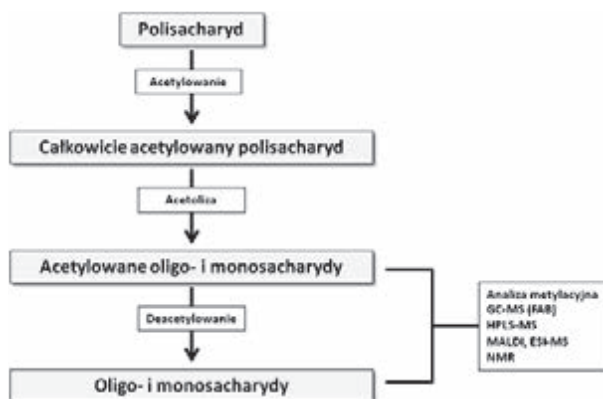 Polisacharyd
Acetylowanie
Całkowicie acetylowany polisacharyd
Acetoliza
Acetylowane oligo- i monosacharydy
Deacetylowanie
Oligo- i monosacharydy
Analiza metylacyjna
GC-MS (FAB)
HPLS-MS
MALDI, ESI-MS
NMR